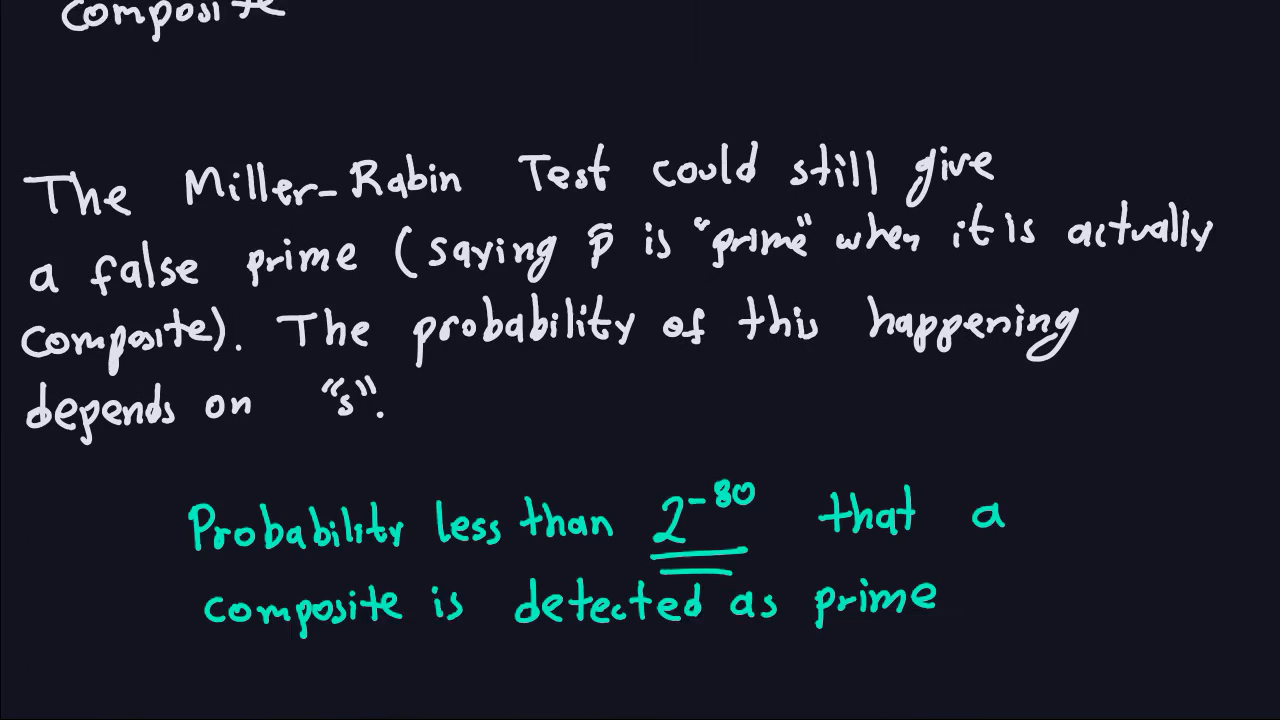 composite
The Miller-Rabin Test could still give
a false prime (saying p̃ is "prime" when it is actually
composite). The probability of this happening
depends on "s".
Probability less than 2⁻⁸⁰ that a
composite is detected as prime